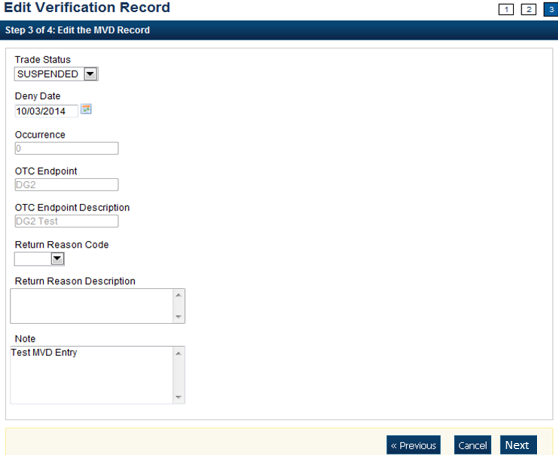 Edit Verification Record
1 2 3
Step 3 of 4: Edit the MVD Record
Trade Status
SUSPENDED
Deny Date
10/03/2014
Occurrence
0
OTC Endpoint
DG2
OTC Endpoint Description
DG2 Test
Return Reason Code
Return Reason Description
Note
Test MVD Entry
« Previous Cancel Next